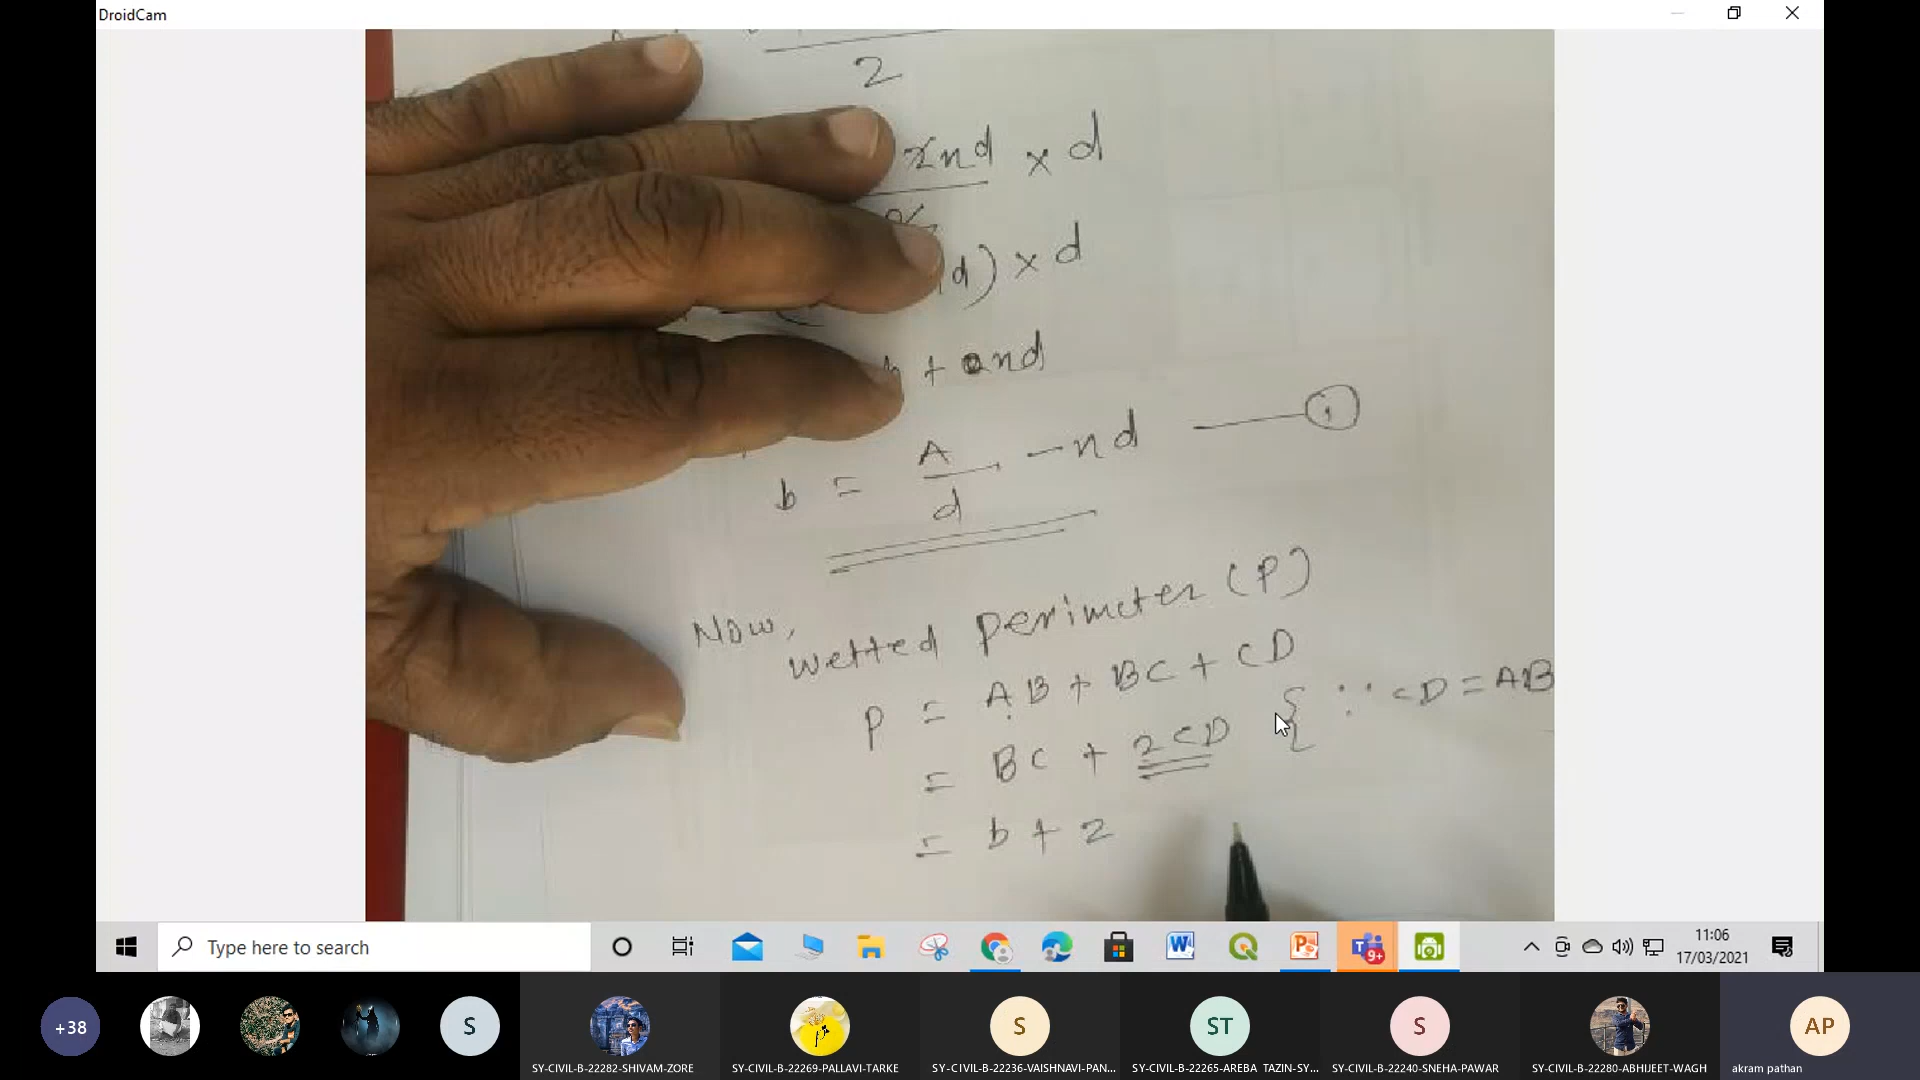 DroidCam
2
2nd × d
2
d) × d
+ nd
b = A/d - nd — 1
Now,
wetted perimeter (P)
P = AB + BC + CD
= BC + 2CD { ∵ CD = AB
= b + 2
Type here to search
9+
11:06
17/03/2021
+38
S
S
ST
S
AP
SY-CIVIL-B-22282-SHIVAM-ZORE
SY-CIVIL-B-22269-PALLAVI-TARKE
SY-CIVIL-B-22236-VAISHNAVI-PAN...
SY-CIVIL-B-22265-AREBA TAZIN-SY...
SY-CIVIL-B-22240-SNEHA-PAWAR
SY-CIVIL-B-22280-ABHIJEET-WAGH
akram pathan